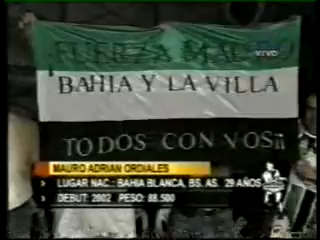 FUERZA
VIVO
BAHIA Y LA VILLA
TODOS CON VOS
MAURO ADRIAN ORDIALES
> LUGAR NAC.: BAHIA BLANCA, BS. AS. 29 AÑOS
> DEBUT: 2002 PESO: 88.500